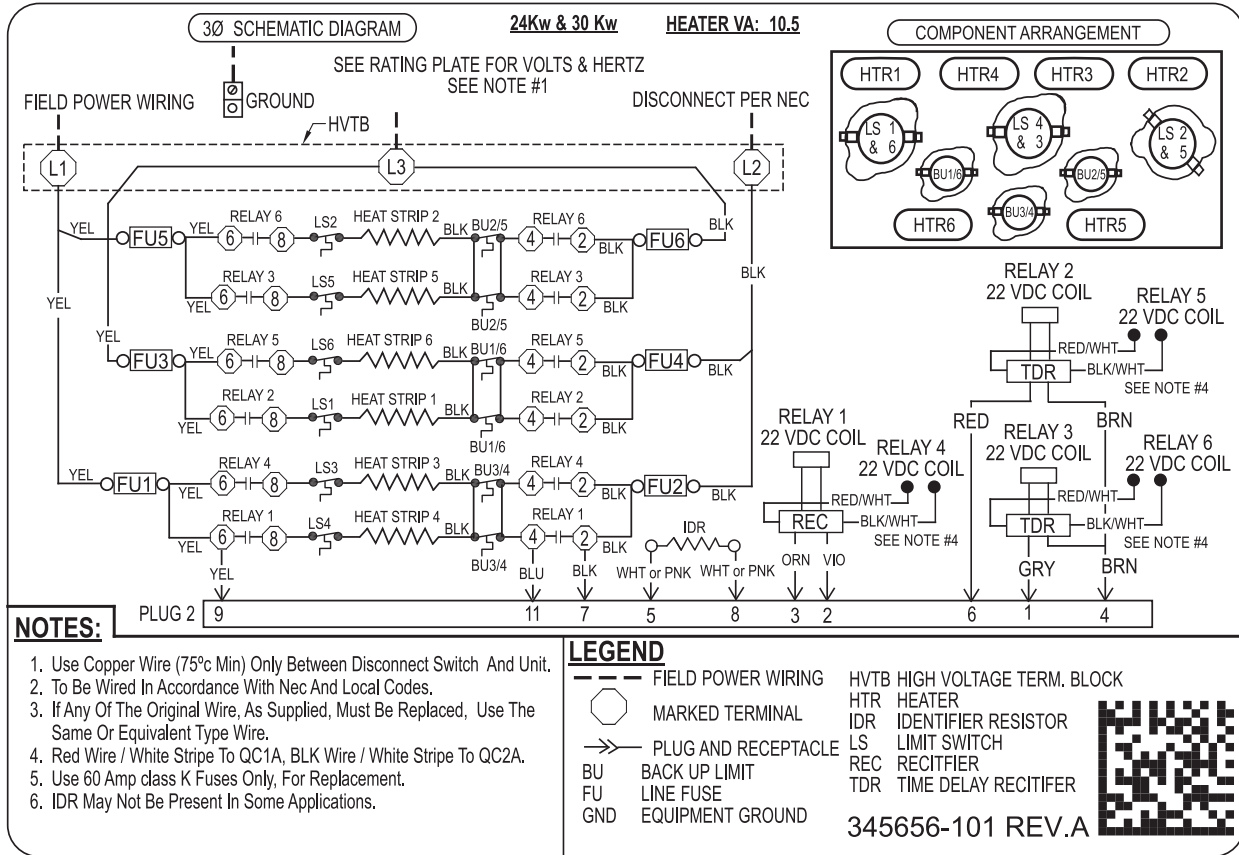 3Ø SCHEMATIC DIAGRAM
24Kw & 30 Kw
HEATER VA: 10.5
SEE RATING PLATE FOR VOLTS & HERTZ
SEE NOTE #1
FIELD POWER WIRING
GROUND
DISCONNECT PER NEC
HVTB
L1
L3
L2
COMPONENT ARRANGEMENT
HTR1
HTR4
HTR3
HTR2
LS 1
& 6
LS 4
& 3
LS 2
& 5
BU1/6
BU2/5
BU3/4
HTR6
HTR5
YEL
FU5
YEL
RELAY 6
6
8
LS2
HEAT STRIP 2
BLK
BU2/5
RELAY 6
4
2
BLK
FU6
BLK
YEL
RELAY 3
6
8
LS5
HEAT STRIP 5
BLK
BU2/5
RELAY 3
4
2
BLK
BLK
YEL
YEL
FU3
YEL
RELAY 5
6
8
LS6
HEAT STRIP 6
BLK
BU1/6
RELAY 5
4
2
BLK
FU4
BLK
YEL
RELAY 2
6
8
LS1
HEAT STRIP 1
BLK
BU1/6
RELAY 2
4
2
BLK
YEL
FU1
YEL
RELAY 4
6
8
LS3
HEAT STRIP 3
BLK
BU3/4
RELAY 4
4
2
BLK
FU2
BLK
YEL
RELAY 1
6
8
LS4
HEAT STRIP 4
BLK
BU3/4
RELAY 1
4
2
BLK
YEL
BLU
BLK
IDR
WHT or PNK
WHT or PNK
RELAY 1
22 VDC COIL
RELAY 4
22 VDC COIL
RED/WHT
REC
BLK/WHT
SEE NOTE #4
ORN
VIO
RELAY 2
22 VDC COIL
RELAY 5
22 VDC COIL
RED/WHT
TDR
BLK/WHT
SEE NOTE #4
RED
BRN
RELAY 3
22 VDC COIL
RELAY 6
22 VDC COIL
RED/WHT
TDR
BLK/WHT
SEE NOTE #4
GRY
BRN
PLUG 2
9
11
7
5
8
3
2
6
1
4
NOTES:
1. Use Copper Wire (75ºc Min) Only Between Disconnect Switch And Unit.
2. To Be Wired In Accordance With Nec And Local Codes.
3. If Any Of The Original Wire, As Supplied, Must Be Replaced, Use The
Same Or Equivalent Type Wire.
4. Red Wire / White Stripe To QC1A, BLK Wire / White Stripe To QC2A.
5. Use 60 Amp class K Fuses Only, For Replacement.
6. IDR May Not Be Present In Some Applications.
LEGEND
FIELD POWER WIRING
MARKED TERMINAL
PLUG AND RECEPTACLE
BU BACK UP LIMIT
FU LINE FUSE
GND EQUIPMENT GROUND
HVTB HIGH VOLTAGE TERM. BLOCK
HTR HEATER
IDR IDENTIFIER RESISTOR
LS LIMIT SWITCH
REC RECITFIER
TDR TIME DELAY RECITIFER
345656-101 REV.A